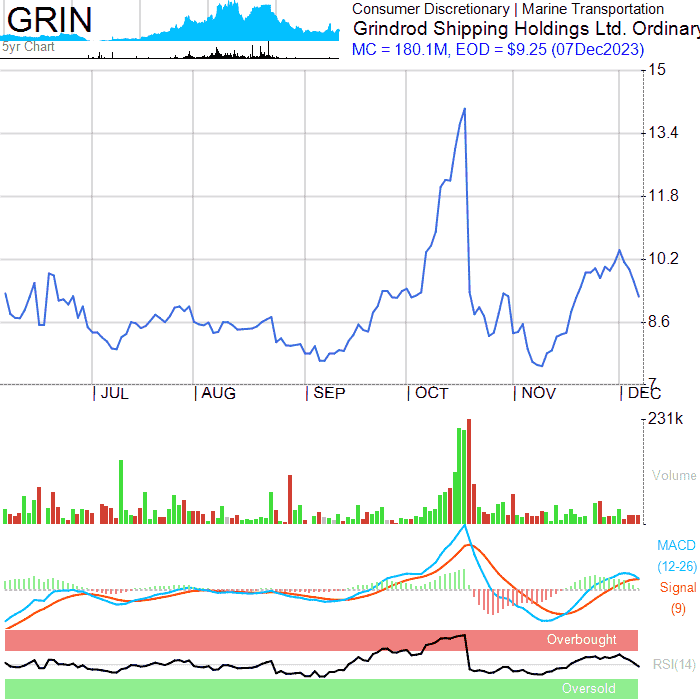 GRIN
5yr Chart
Consumer Discretionary | Marine Transportation
Grindrod Shipping Holdings Ltd. Ordinary
MC = 180.1M, EOD = $9.25 (07Dec2023)
15
13.4
11.8
10.2
8.6
7
JUL
AUG
SEP
OCT
NOV
DEC
231k
Volume
MACD
(12-26)
Signal
(9)
Overbought
RSI(14)
Oversold